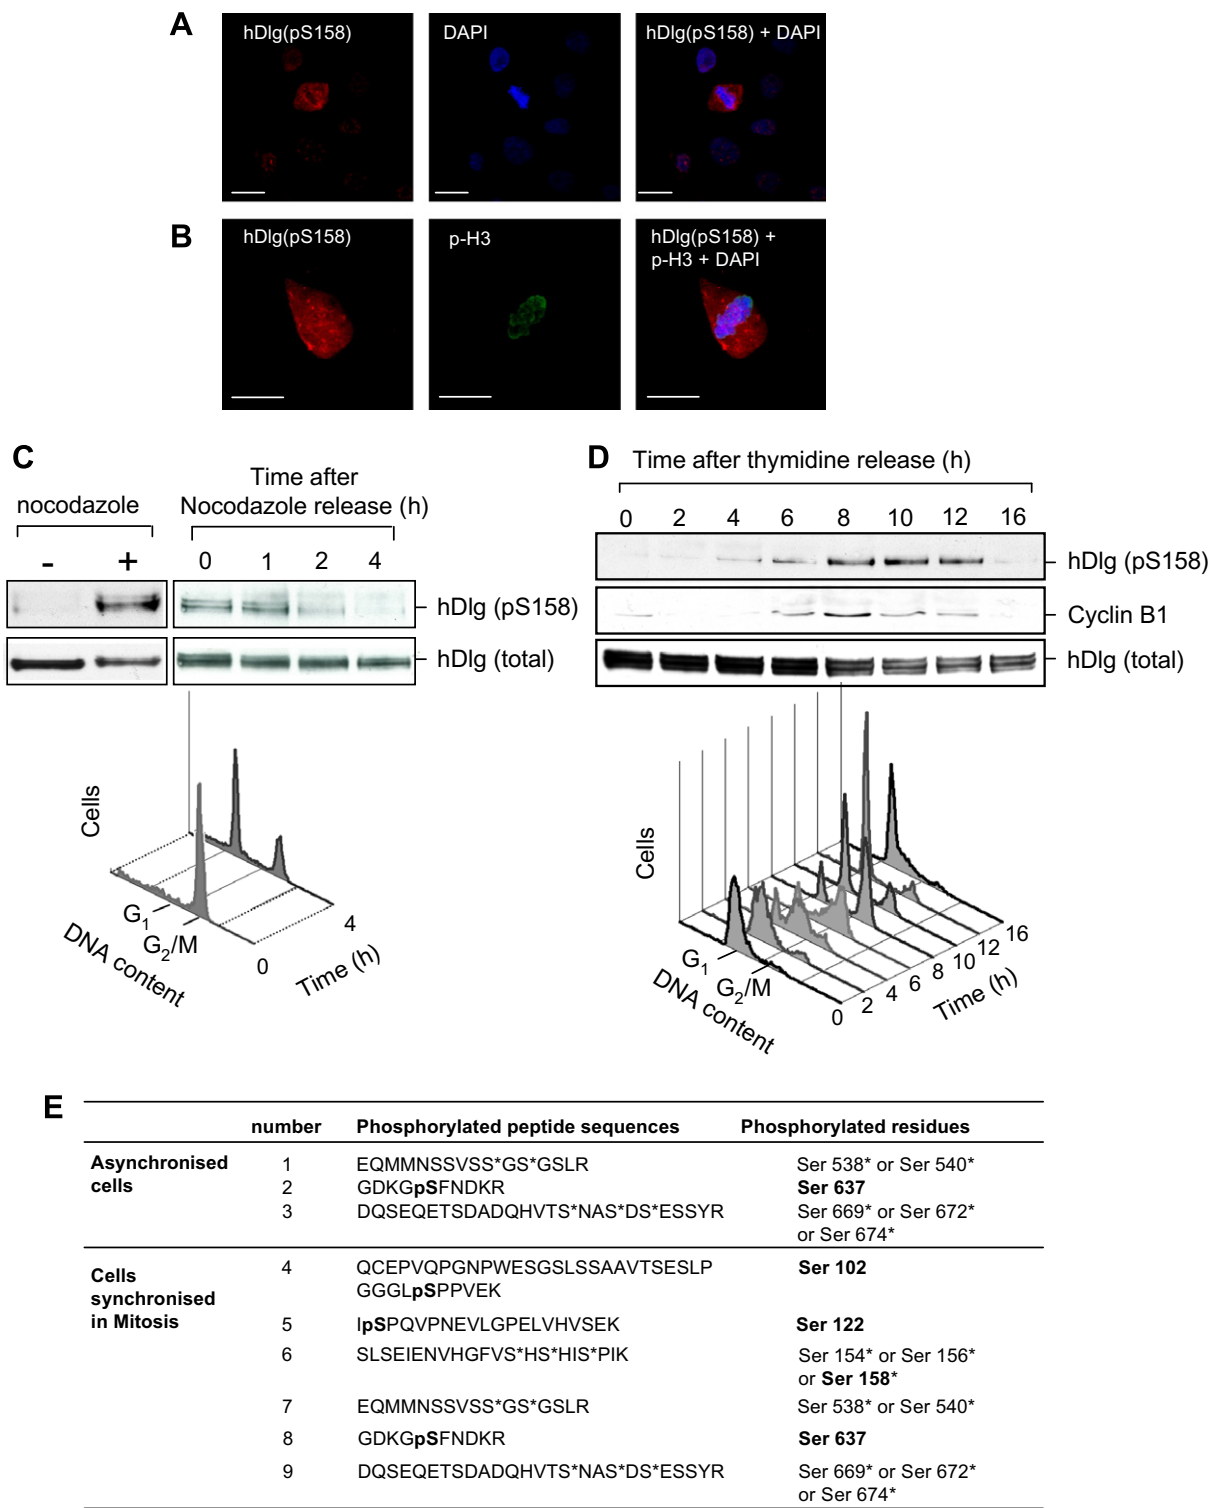 A
hDlg(pS158)
DAPI
hDlg(pS158) + DAPI
B
hDlg(pS158)
p-H3
hDlg(pS158) +
p-H3 + DAPI
C
nocodazole
Time after
Nocodazole release (h)
- + 0 1 2 4
hDlg (pS158)
hDlg (total)
Cells
G1
G2/M
DNA content
0
4
Time (h)
D
Time after thymidine release (h)
0 2 4 6 8 10 12 16
hDlg (pS158)
Cyclin B1
hDlg (total)
Cells
G1
G2/M
DNA content
0 2 4 6 8 10 12 16
Time (h)
E
number Phosphorylated peptide sequences Phosphorylated residues
Asynchronised
cells
1 EQMMNSSVSS*GS*GSLR Ser 538* or Ser 540*
2 GDKGpSFNDKR Ser 637
3 DQSEQETSDADQHVTS*NAS*DS*ESSYR Ser 669* or Ser 672*
or Ser 674*
Cells
synchronised
in Mitosis
4 QCEPVQPGNPWESGSLSSAAVTSESLP Ser 102
GGGLpSPPVEK
5 IpSPQVPNEVLGPELVHVSEK Ser 122
6 SLSEIENVHGFVS*HS*HIS*PIK Ser 154* or Ser 156*
or Ser 158*
7 EQMMNSSVSS*GS*GSLR Ser 538* or Ser 540*
8 GDKGpSFNDKR Ser 637
9 DQSEQETSDADQHVTS*NAS*DS*ESSYR Ser 669* or Ser 672*
or Ser 674*